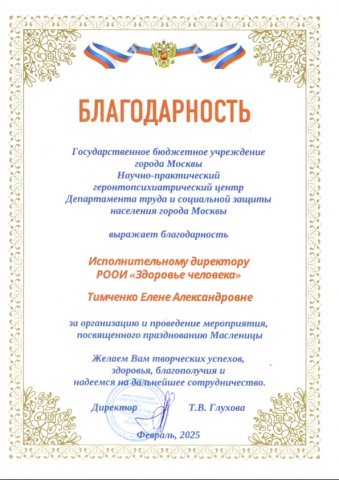 БЛАГОДАРНОСТЬ
Государственное бюджетное учреждение
города Москвы
Научно-практический
геронтопсихиатрический центр
Департамента труда и социальной защиты
населения города Москвы
выражает благодарность
Исполнительному директору
РООИ «Здоровье человека»
Тимченко Елене Александровне
за организацию и проведение мероприятия,
посвященного празднованию Масленицы
Желаем Вам творческих успехов,
здоровья, благополучия и
надеемся на дальнейшее сотрудничество.
Директор Т.В. Глухова
Февраль, 2025